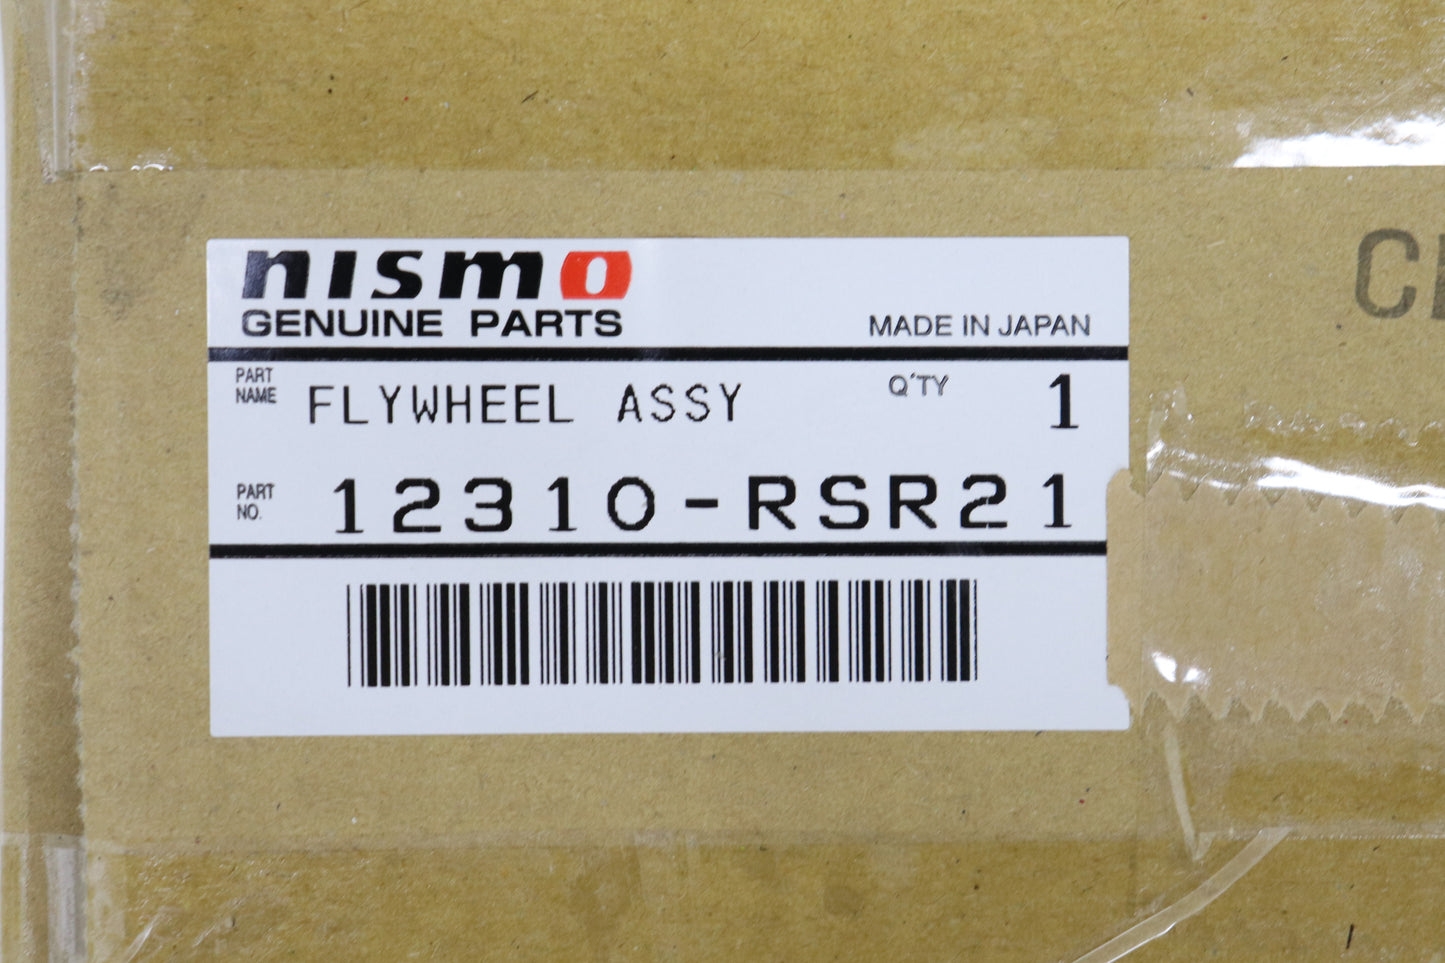 nismo
GENUINE PARTS
MADE IN JAPAN
PART NAME FLYWHEEL ASSY Q'TY 1
PART NO. 12310-RSR21